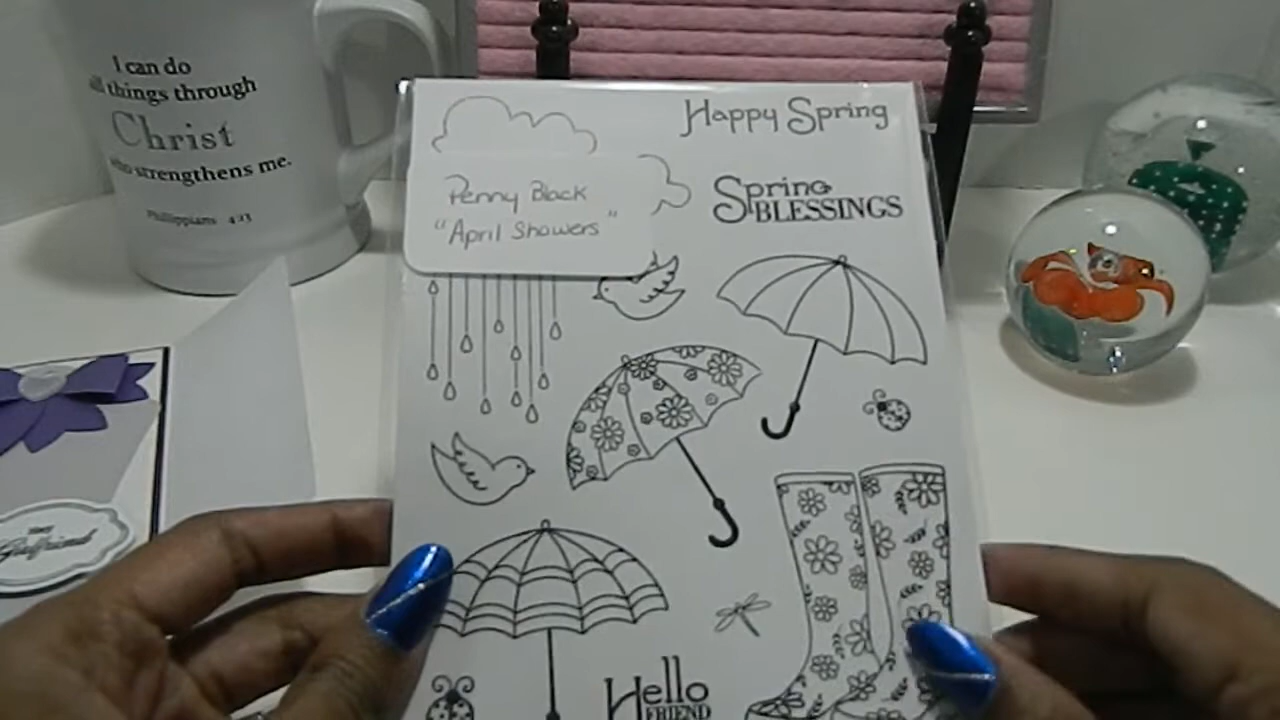 I can do
all things through
Christ
who strengthens me.
Philippians 4:13
Happy Spring
Spring
BLESSINGS
Penny Black
"April Showers"
Girlfriend
Hello
FRIEND